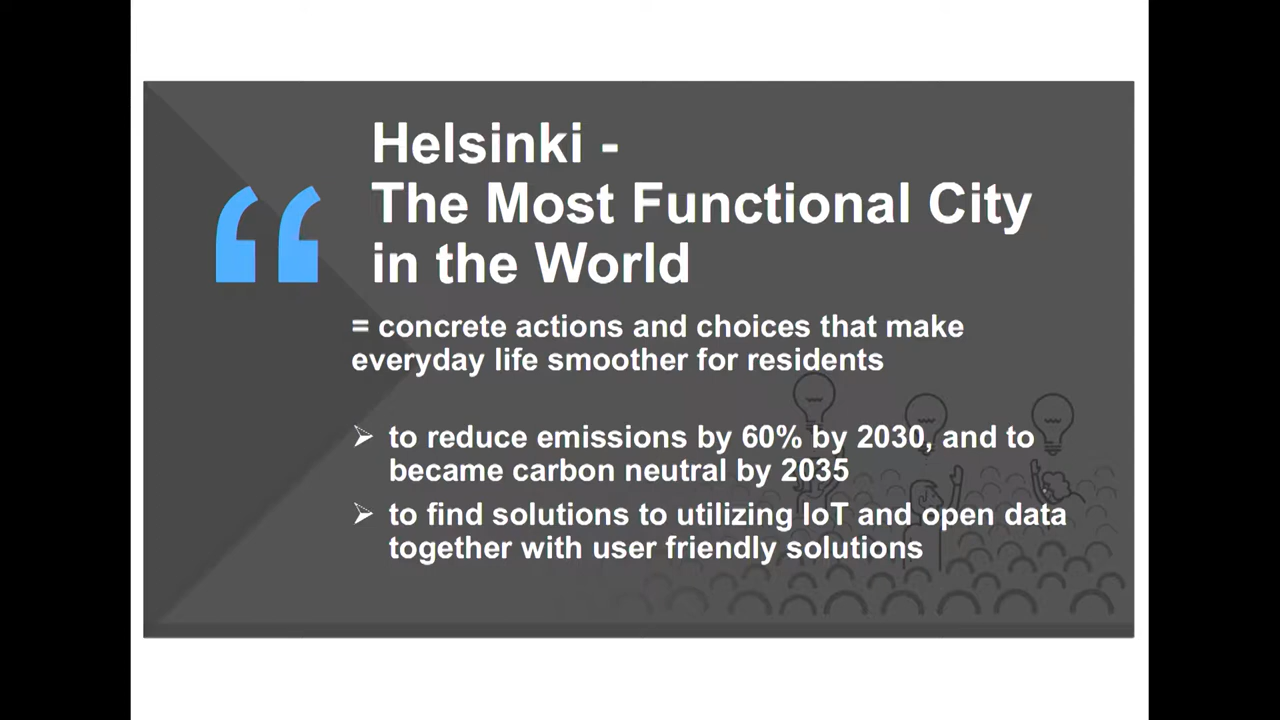 “
Helsinki -
The Most Functional City
in the World
= concrete actions and choices that make
everyday life smoother for residents
➢ to reduce emissions by 60% by 2030, and to
became carbon neutral by 2035
➢ to find solutions to utilizing IoT and open data
together with user friendly solutions